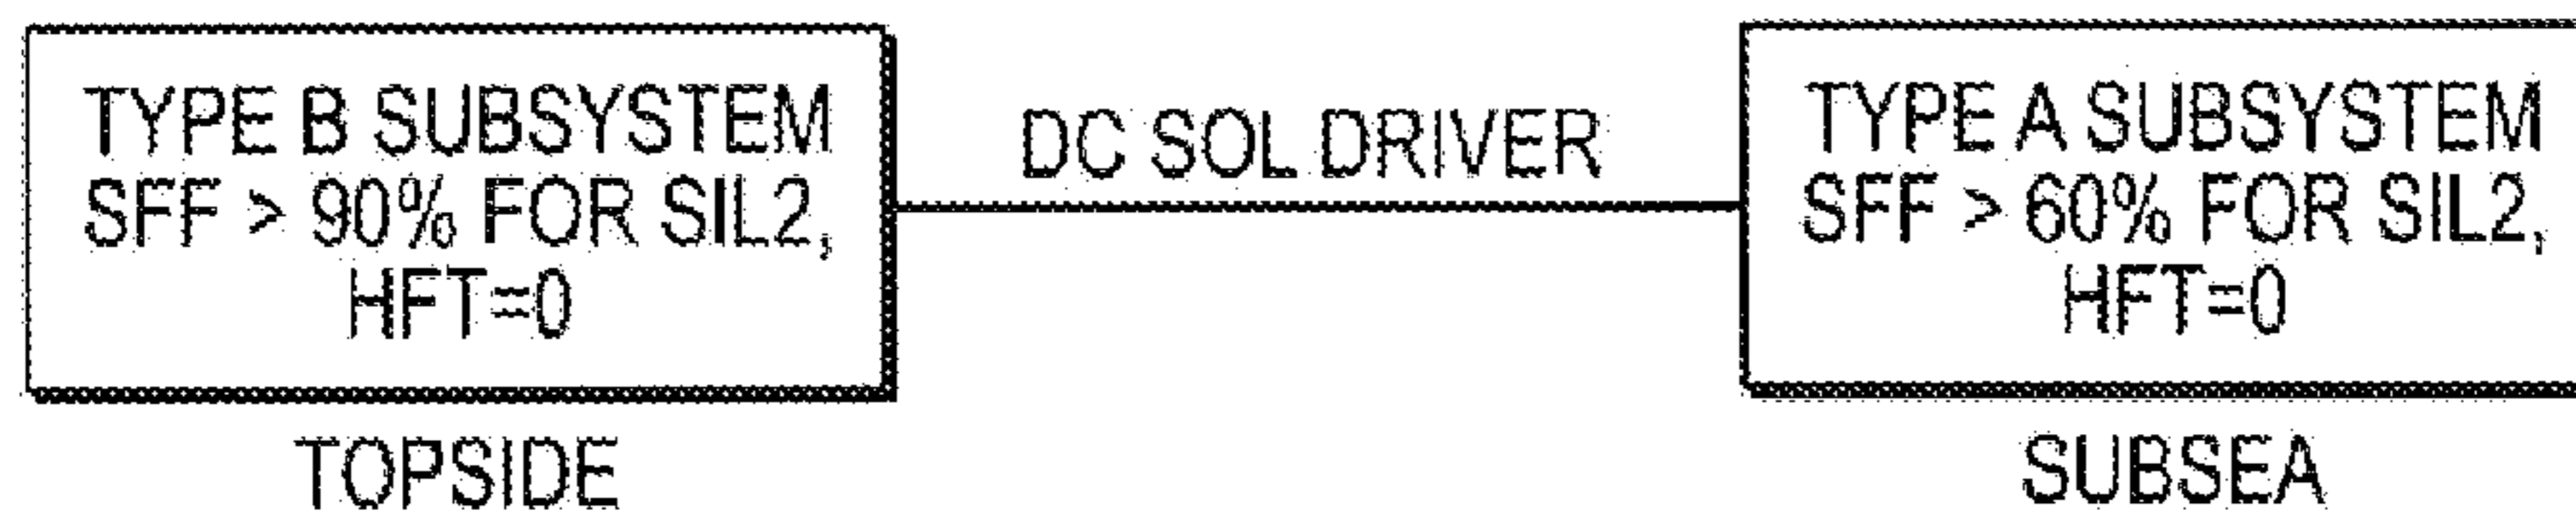 TYPE B SUBSYSTEM
SFF > 90% FOR SIL2,
HFT=0
TOPSIDE
DC SOL DRIVER
TYPE A SUBSYSTEM
SFF > 60% FOR SIL2,
HFT=0
SUBSEA